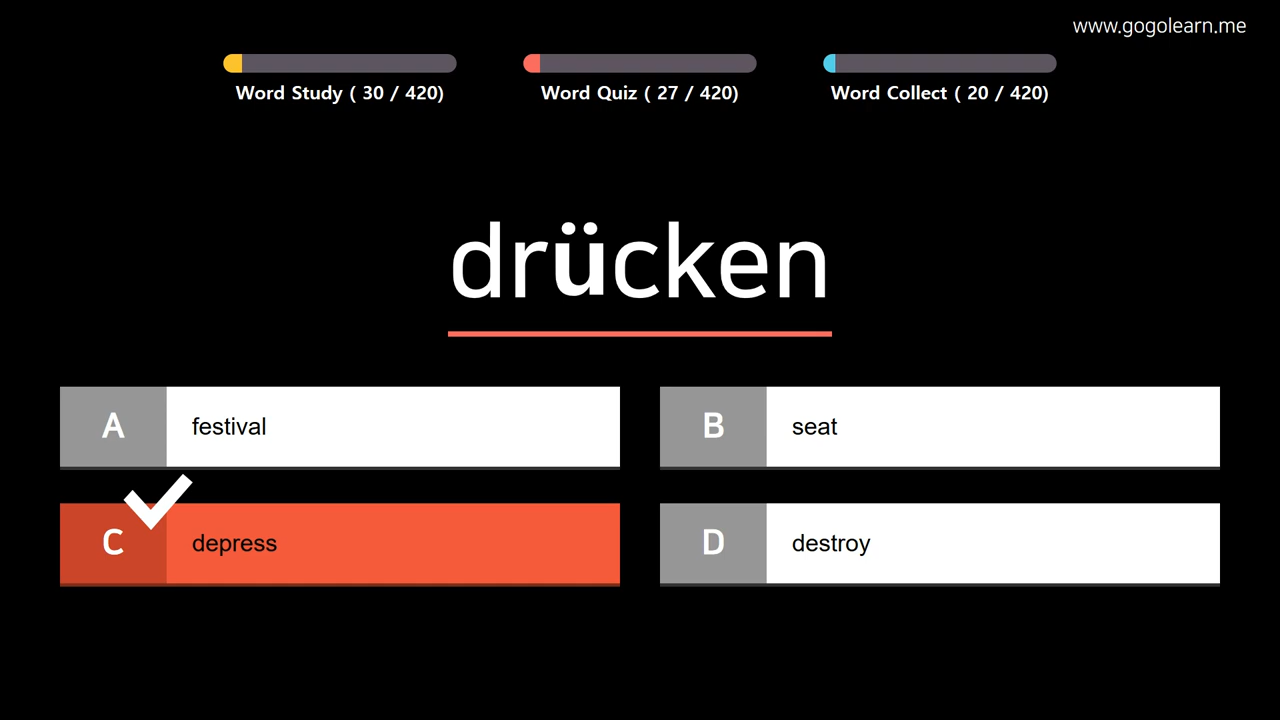 www.gogolearn.me
Word Study ( 30 / 420)
Word Quiz ( 27 / 420)
Word Collect ( 20 / 420)
drücken
A festival
B seat
C depress
D destroy